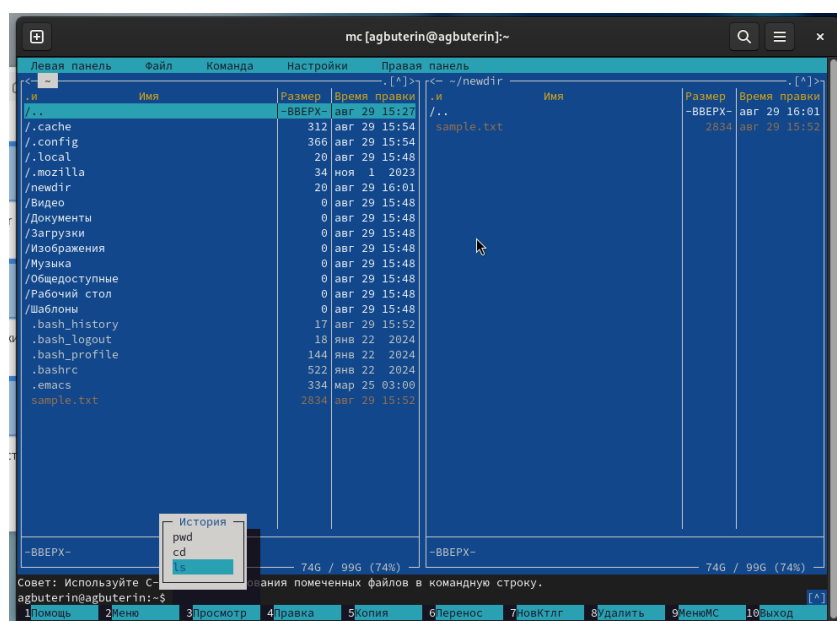 mc [agbuterin@agbuterin]:~
Левая панель Файл Команда Настройки Правая панель
<— ~ .[^]>
.и Имя Размер Время правки
/.. -ВВЕРХ- авг 29 15:27
/.cache 312 авг 29 15:54
/.config 366 авг 29 15:54
/.local 20 авг 29 15:48
/.mozilla 34 ноя 1 2023
/newdir 20 авг 29 16:01
/Видео 0 авг 29 15:48
/Документы 0 авг 29 15:48
/Загрузки 0 авг 29 15:48
/Изображения 0 авг 29 15:48
/Музыка 0 авг 29 15:48
/Общедоступные 0 авг 29 15:48
/Рабочий стол 0 авг 29 15:48
/Шаблоны 0 авг 29 15:48
.bash_history 17 авг 29 15:52
.bash_logout 18 янв 22 2024
.bash_profile 144 янв 22 2024
.bashrc 522 янв 22 2024
.emacs 334 мар 25 03:00
sample.txt 2834 авг 29 15:52
-ВВЕРХ-
74G / 99G (74%)
<— ~/newdir .[^]>
.и Имя Размер Время правки
/.. -ВВЕРХ- авг 29 16:01
sample.txt 2834 авг 29 15:52
-ВВЕРХ-
74G / 99G (74%)
История
pwd
cd
ls
Совет: Используйте C- помеченных файлов в командную строку.
agbuterin@agbuterin:~$ [^]
1Помощь 2Меню 3Просмотр 4Правка 5Копия 6Перенос 7НовКтлг 8Удалить 9МенюМС 10Выход